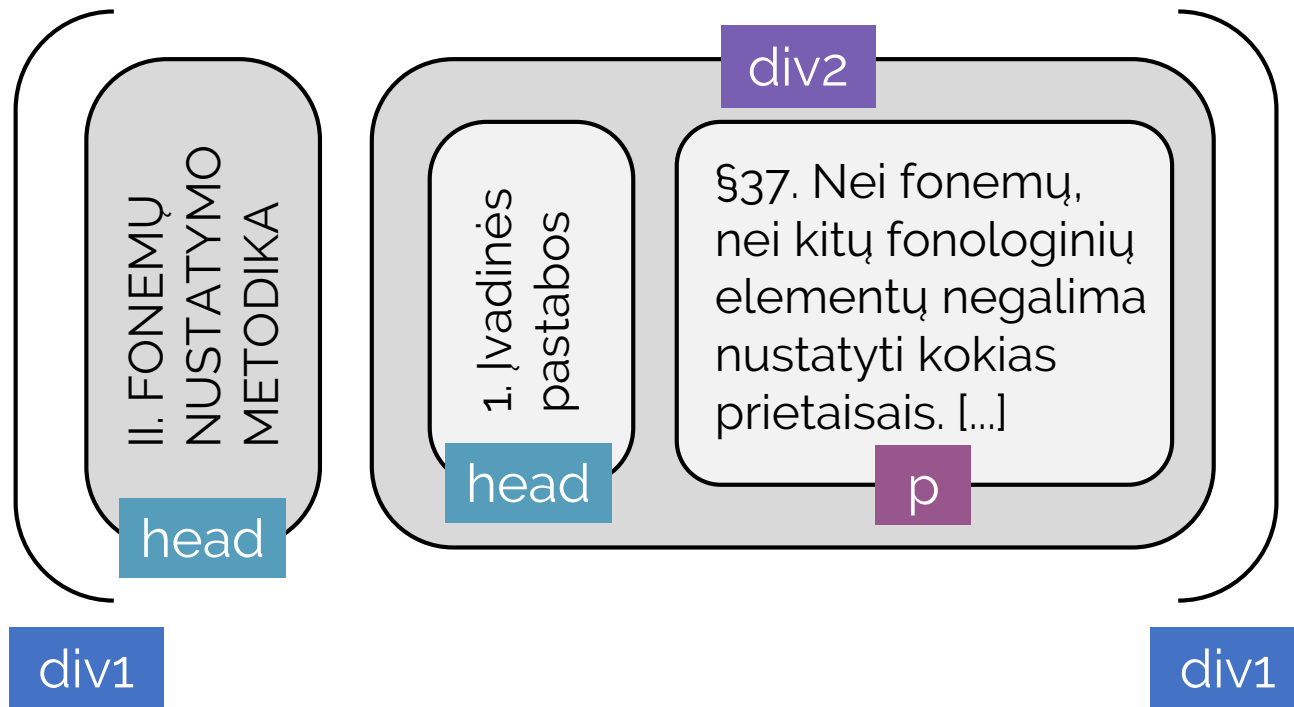 div2
II. FONEMŲ
NUSTATYMO
METODIKA
head
1. Įvadinės
pastabos
head
§37. Nei fonemų,
nei kitų fonologinių
elementų negalima
nustatyti kokias
prietaisais. [...]
p
div1
div1